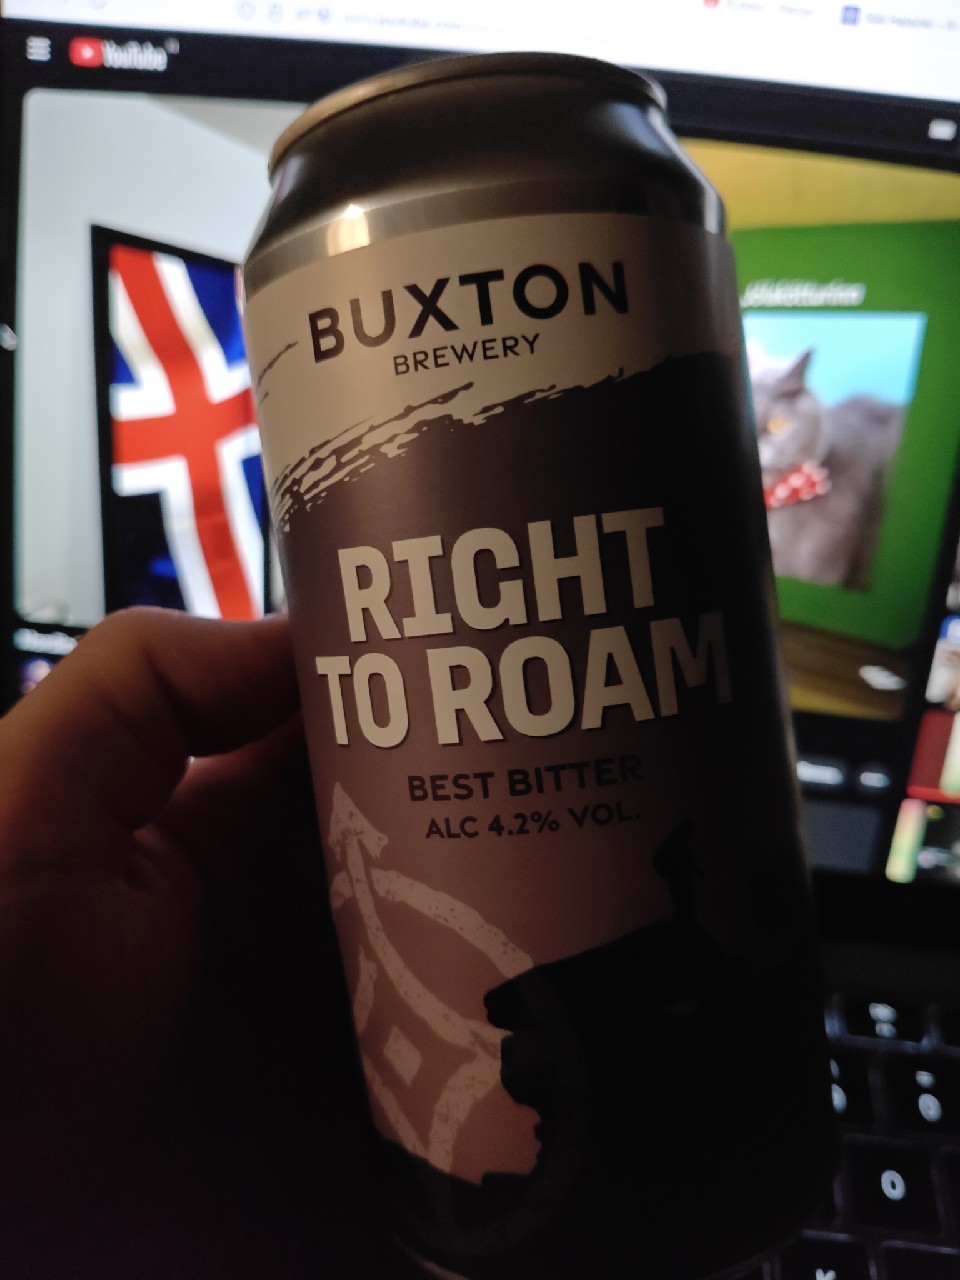 YouTube
BUXTON
BREWERY
RIGHT
TO ROAM
BEST BITTER
ALC 4.2% VOL.
O